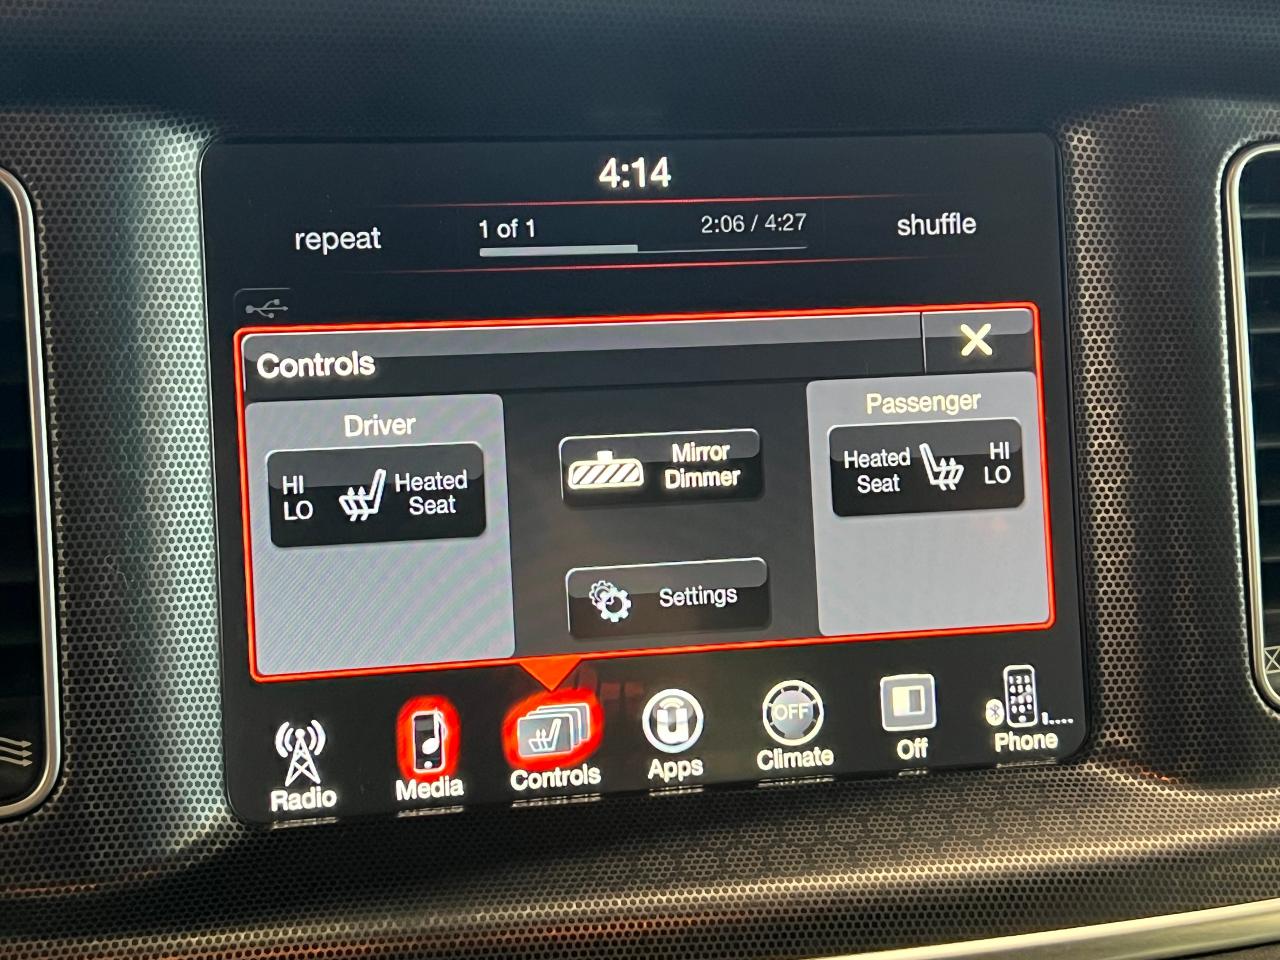 4:14
repeat
1 of 1
2:06 / 4:27
shuffle
Controls
Driver
HI
LO
Heated
Seat
Mirror
Dimmer
Passenger
Heated
Seat
HI
LO
Settings
Radio
Media
Controls
Apps
OFF
Climate
Off
Phone